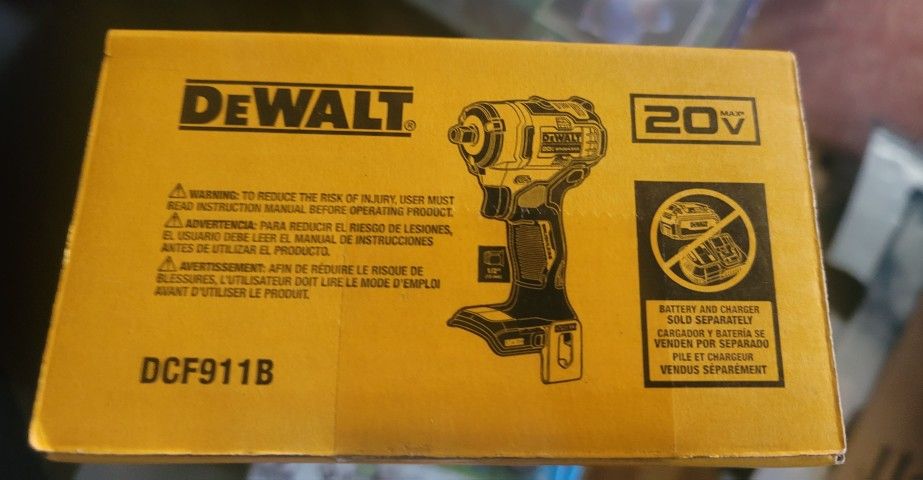 DEWALT®
20V MAX*
DEWALT
WARNING: TO REDUCE THE RISK OF INJURY, USER MUST
READ INSTRUCTION MANUAL BEFORE OPERATING PRODUCT.
ADVERTENCIA: PARA REDUCIR EL RIESGO DE LESIONES,
EL USUARIO DEBE LEER EL MANUAL DE INSTRUCCIONES
ANTES DE UTILIZAR EL PRODUCTO.
AVERTISSEMENT: AFIN DE RÉDUIRE LE RISQUE DE
BLESSURES, L'UTILISATEUR DOIT LIRE LE MODE D'EMPLOI
AVANT D'UTILISER LE PRODUIT.
1/2"
DCF911B
DEWALT
BATTERY AND CHARGER
SOLD SEPARATELY
CARGADOR Y BATERÍA SE
VENDEN POR SEPARADO
PILE ET CHARGEUR
VENDUS SÉPARÉMENT